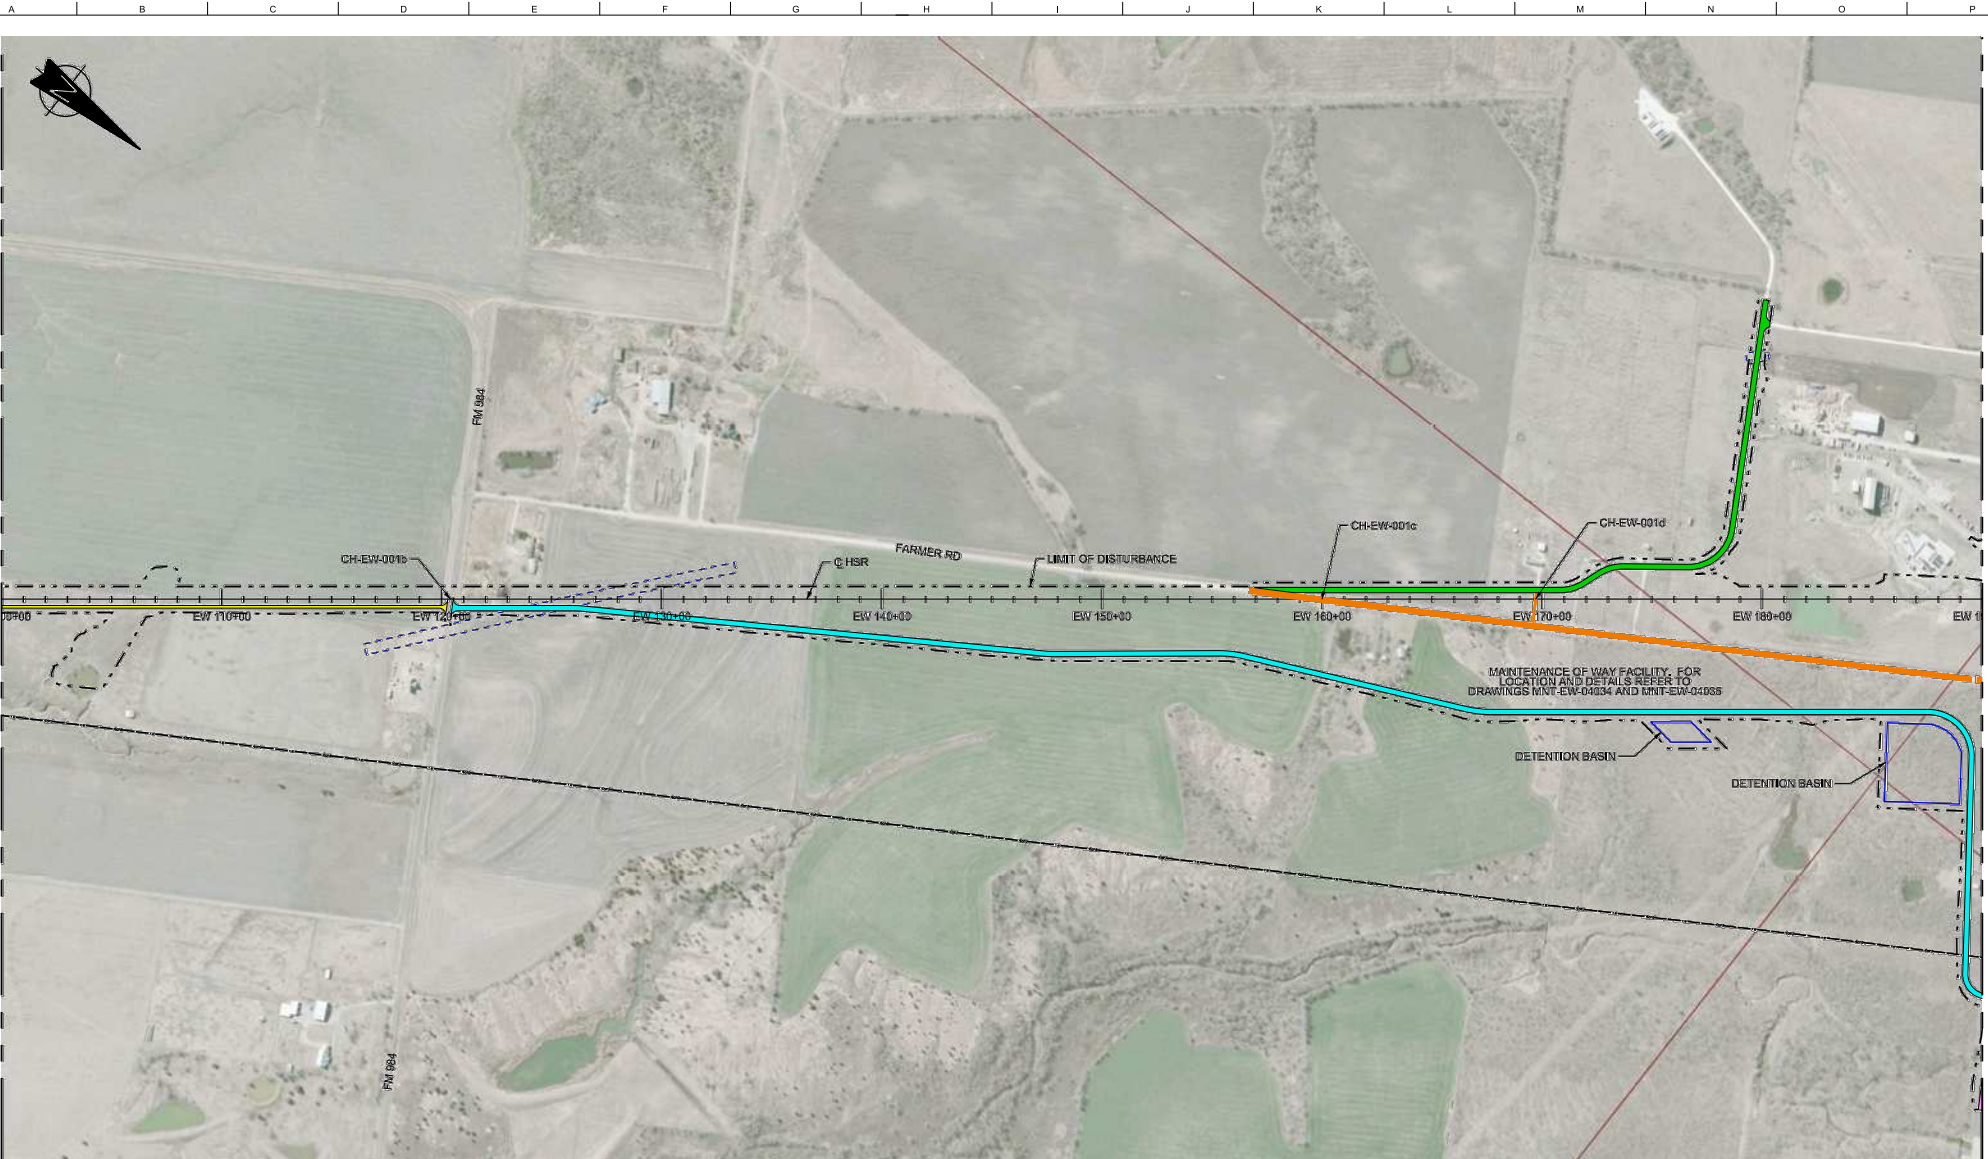 A B C D E F G H I J K L M N O P
N
FM 984
FARMER RD
CH-EW-001b
C HSR
LIMIT OF DISTURBANCE
CH-EW-001c
CH-EW-001d
EW 110+00
EW 120+00
EW 130+00
EW 140+00
EW 150+00
EW 160+00
EW 170+00
EW 180+00
MAINTENANCE OF WAY FACILITY. FOR
LOCATION AND DETAILS REFER TO
DRAWINGS MNT-EW-04034 AND MNT-EW-04035
DETENTION BASIN
DETENTION BASIN
FM 984